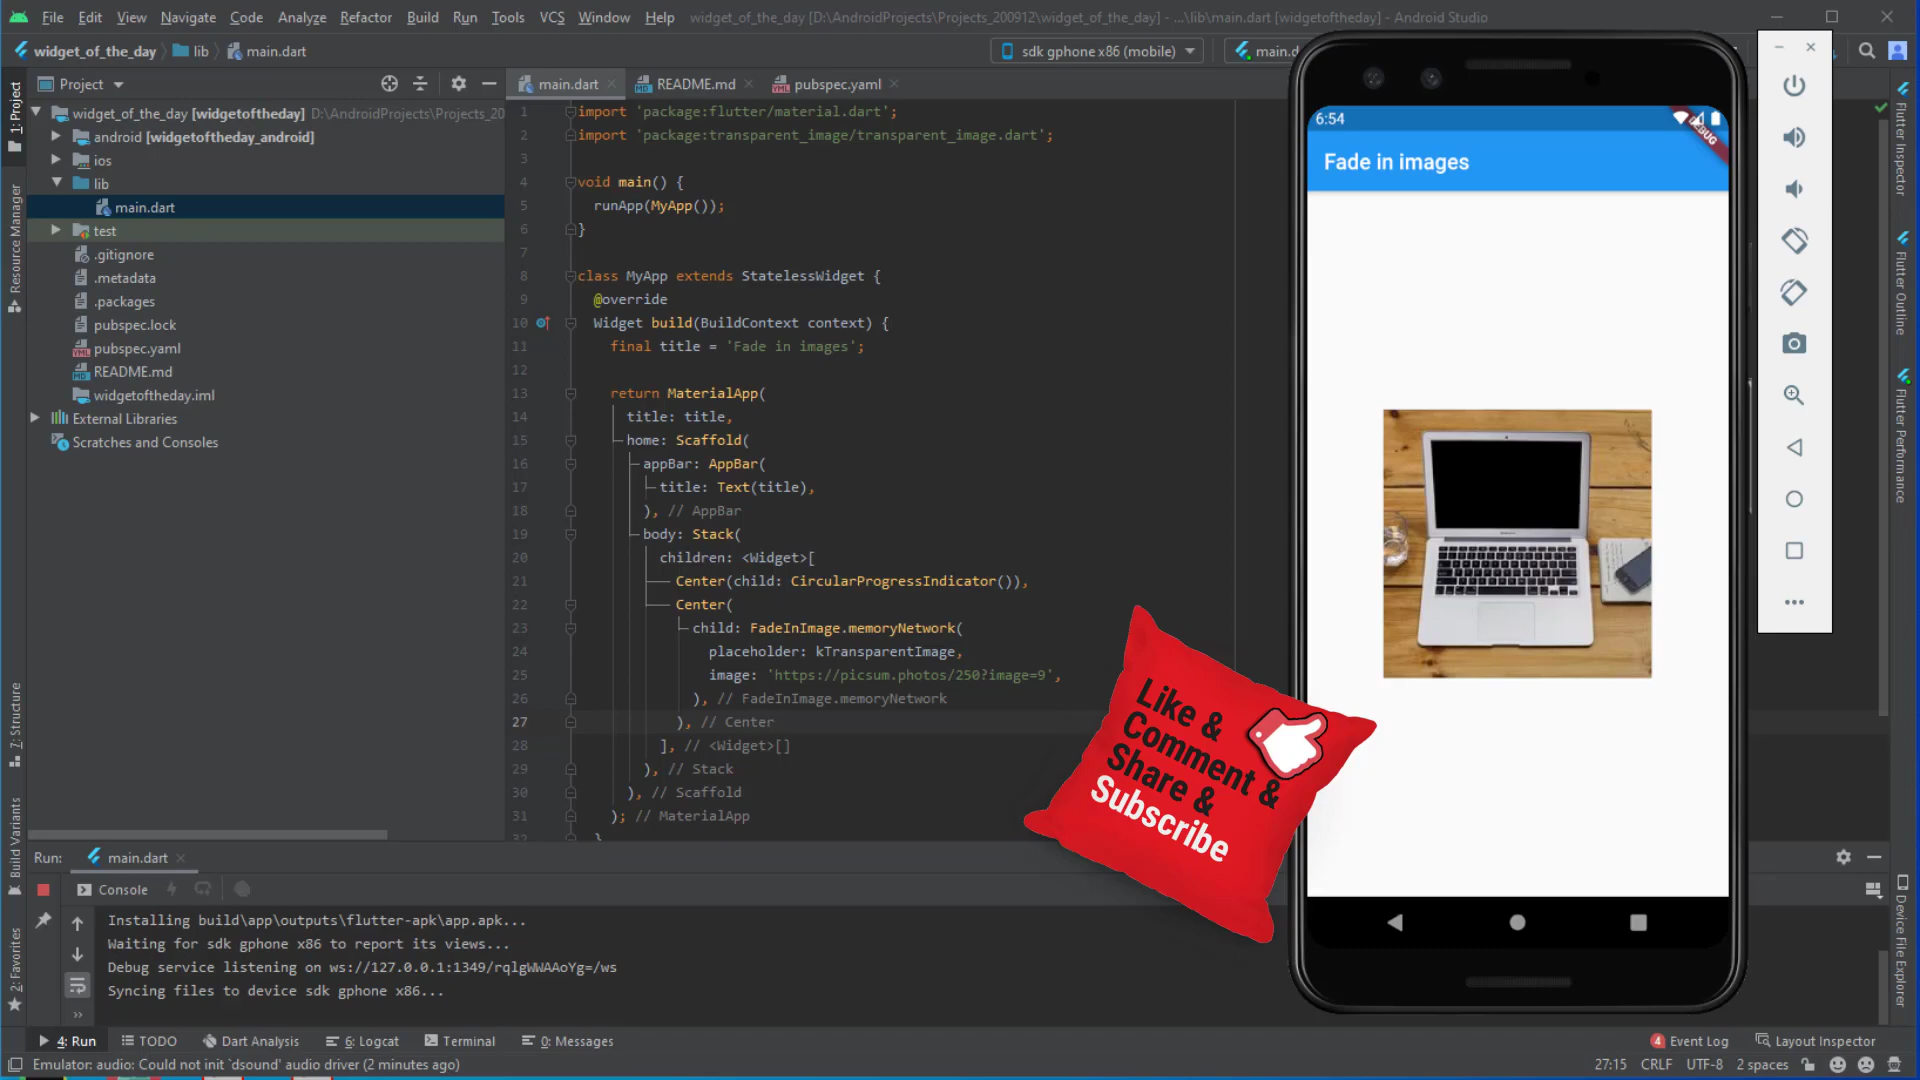 File Edit View Navigate Code Analyze Refactor Build Run Tools VCS Window Help widget_of_the_day [D:\AndroidProjects\Projects_200912\widget_of_the_day] - ...\lib\main.dart [widgetoftheday] - Android Studio
widget_of_the_day lib main.dart
sdk gphone x86 (mobile)
main.d
1: Project
Resource Manager
7: Structure
Build Variants
2: Favorites
Project
widget_of_the_day [widgetoftheday] D:\AndroidProjects\Projects_20
android [widgetoftheday_android]
ios
lib
main.dart
test
.gitignore
.metadata
.packages
pubspec.lock
pubspec.yaml
README.md
widgetoftheday.iml
External Libraries
Scratches and Consoles
main.dart README.md pubspec.yaml
1 import 'package:flutter/material.dart';
2 import 'package:transparent_image/transparent_image.dart';
3
4 void main() {
5 runApp(MyApp());
6 }
7
8 class MyApp extends StatelessWidget {
9 @override
10 Widget build(BuildContext context) {
11 final title = 'Fade in images';
12
13 return MaterialApp(
14 title: title,
15 home: Scaffold(
16 appBar: AppBar(
17 title: Text(title),
18 ), // AppBar
19 body: Stack(
20 children: <Widget>[
21 Center(child: CircularProgressIndicator()),
22 Center(
23 child: FadeInImage.memoryNetwork(
24 placeholder: kTransparentImage,
25 image: 'https://picsum.photos/250?image=9',
26 ), // FadeInImage.memoryNetwork
27 ), // Center
28 ], // <Widget>[]
29 ), // Stack
30 ), // Scaffold
31 ); // MaterialApp
32 }
6:54
DEBUG
Fade in images
Like &
Comment &
Share &
Subscribe
Flutter Inspector
Flutter Outline
Flutter Performance
Device File Explorer
Run: main.dart
Console
Installing build\app\outputs\flutter-apk\app.apk...
Waiting for sdk gphone x86 to report its views...
Debug service listening on ws://127.0.0.1:1349/rqlgWWAAoYg=/ws
Syncing files to device sdk gphone x86...
4: Run TODO Dart Analysis 6: Logcat Terminal 0: Messages
4 Event Log Layout Inspector
Emulator: audio: Could not init `dsound' audio driver (2 minutes ago)
27:15 CRLF UTF-8 2 spaces